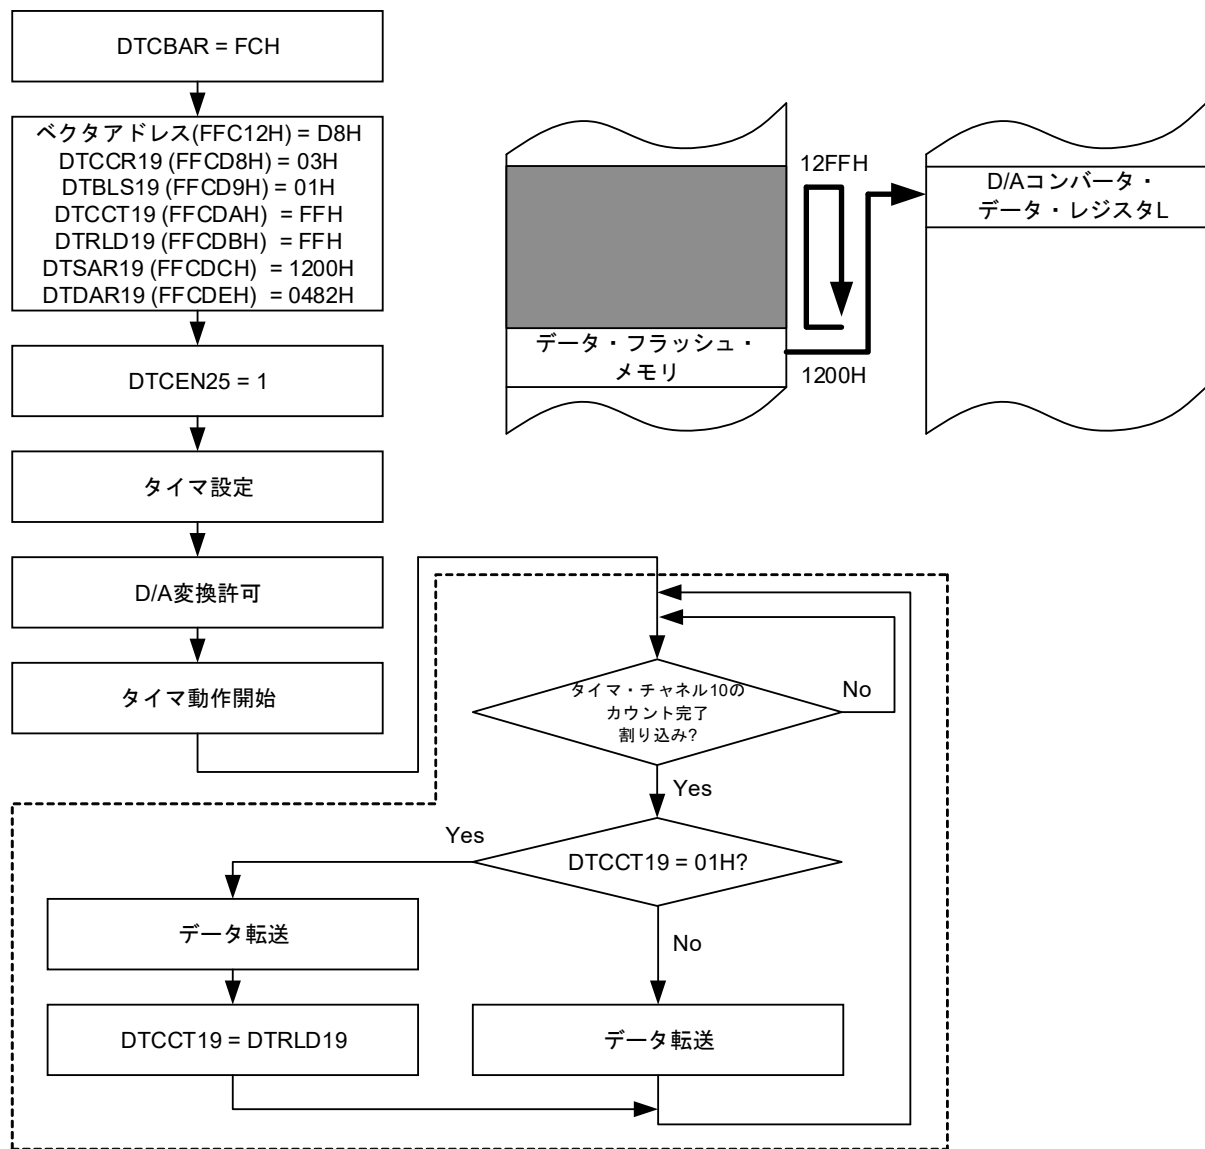 DTCBAR = FCH
ベクタアドレス(FFC12H) = D8H
DTCCR19 (FFCD8H) = 03H
DTBLS19 (FFCD9H) = 01H
DTCCT19 (FFCDAH) = FFH
DTRLD19 (FFCDBH) = FFH
DTSAR19 (FFCDCH) = 1200H
DTDAR19 (FFCDEH) = 0482H
DTCEN25 = 1
タイマ設定
D/A変換許可
タイマ動作開始
12FFH
D/Aコンバータ・
データ・レジスタL
データ・フラッシュ・
メモリ
1200H
タイマ・チャネル10の
カウント完了
割り込み?
No
Yes
DTCCT19 = 01H?
Yes
No
データ転送
DTCCT19 = DTRLD19
データ転送